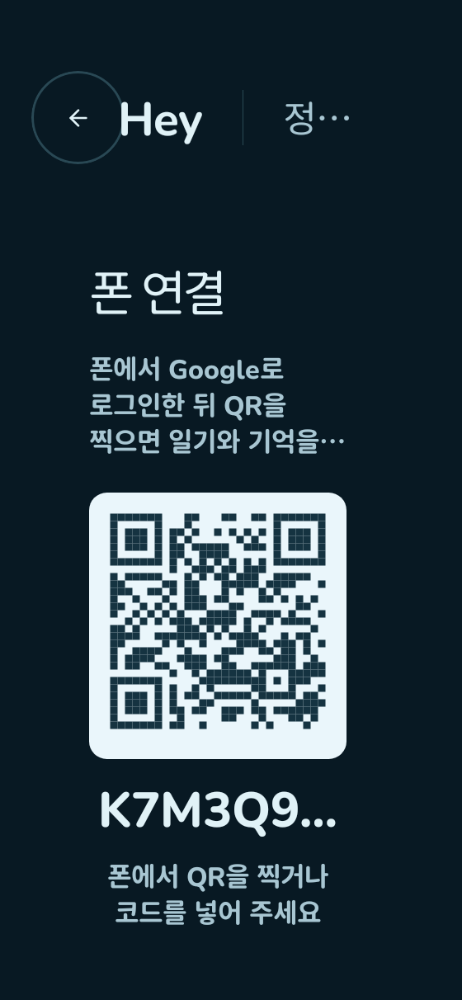 Hey
정…
폰 연결
폰에서 Google로
로그인한 뒤 QR을
찍으면 일기와 기억을…
K7M3Q9...
폰에서 QR을 찍거나
코드를 넣어 주세요